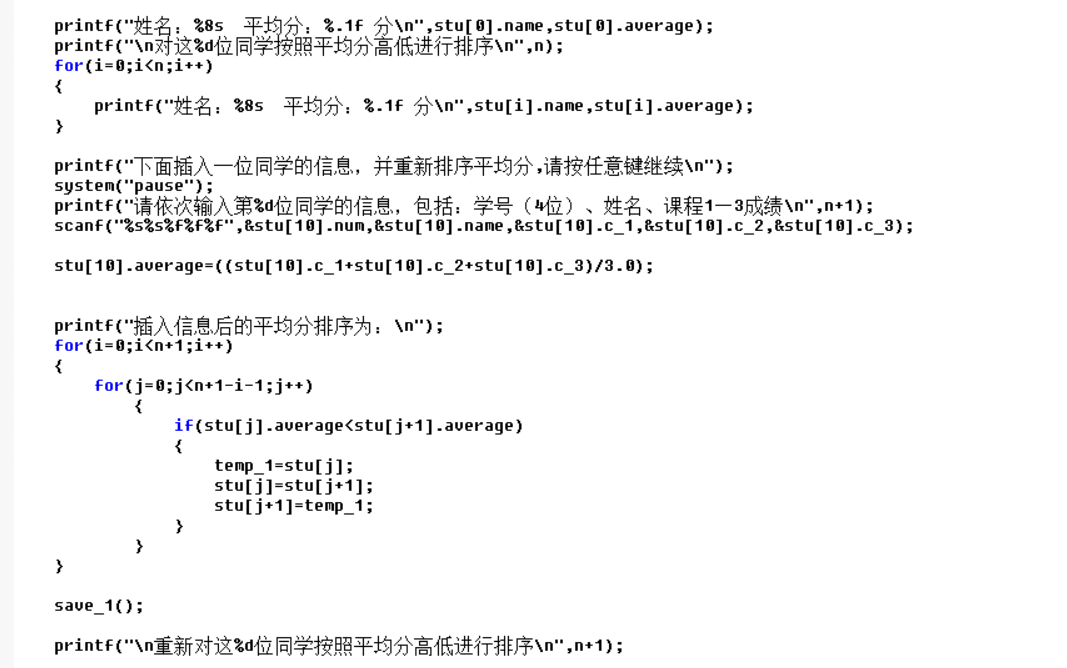 printf("姓名：%8s  平均分：%.1f 分\n",stu[0].name,stu[0].average);
printf("\n对这%d位同学按照平均分高低进行排序\n",n);
for(i=0;i<n;i++)
{
    printf("姓名：%8s  平均分：%.1f 分\n",stu[i].name,stu[i].average);
}
printf("下面插入一位同学的信息，并重新排序平均分,请按任意键继续\n");
system("pause");
printf("请依次输入第%d位同学的信息，包括：学号（4位）、姓名、课程1—3成绩\n",n+1);
scanf("%s%s%f%f%f",&stu[10].num,&stu[10].name,&stu[10].c_1,&stu[10].c_2,&stu[10].c_3);
stu[10].average=((stu[10].c_1+stu[10].c_2+stu[10].c_3)/3.0);
printf("插入信息后的平均分排序为：\n");
for(i=0;i<n+1;i++)
{
    for(j=0;j<n+1-i-1;j++)
        {
            if(stu[j].average<stu[j+1].average)
            {
                temp_1=stu[j];
                stu[j]=stu[j+1];
                stu[j+1]=temp_1;
            }
        }
}
save_1();
printf("\n重新对这%d位同学按照平均分高低进行排序\n",n+1);